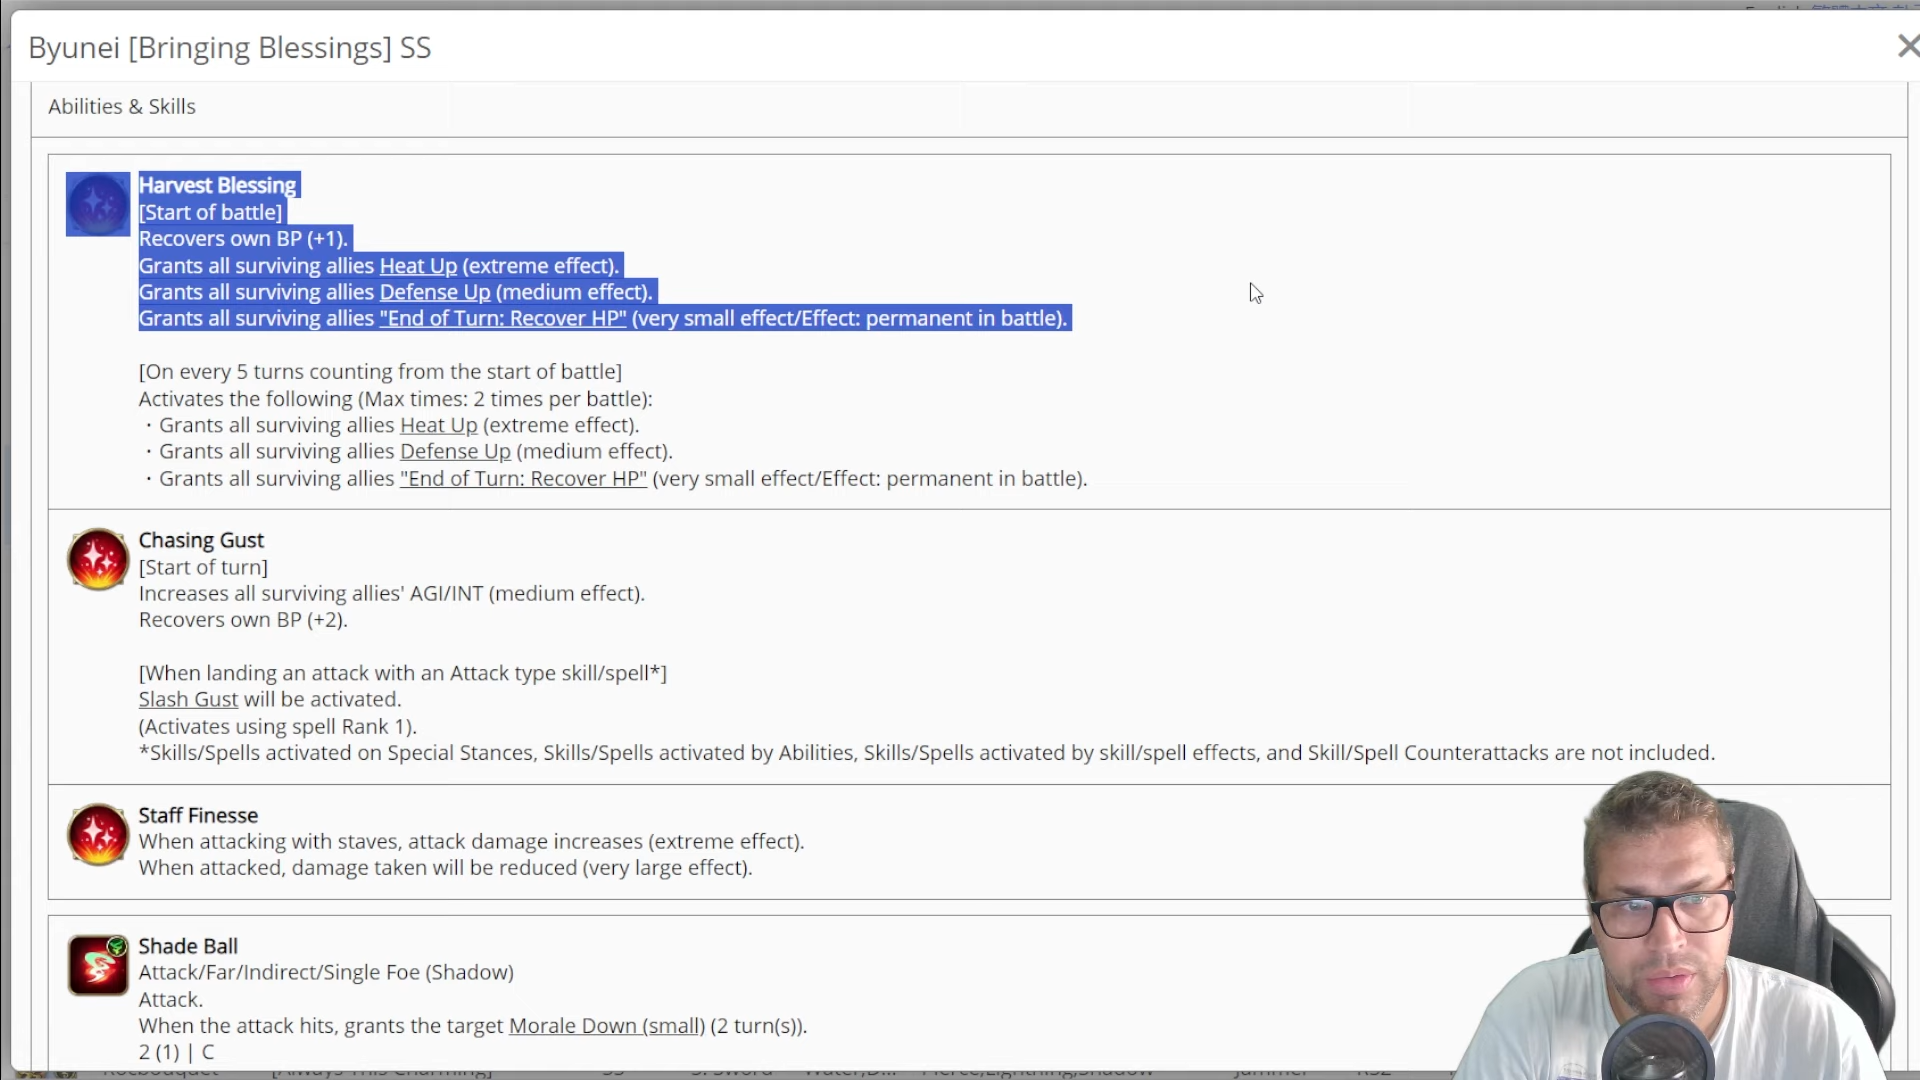 Byunei [Bringing Blessings] SS
Abilities & Skills
Harvest Blessing
[Start of battle]
Recovers own BP (+1).
Grants all surviving allies Heat Up (extreme effect).
Grants all surviving allies Defense Up (medium effect).
Grants all surviving allies "End of Turn: Recover HP" (very small effect/Effect: permanent in battle).
[On every 5 turns counting from the start of battle]
Activates the following (Max times: 2 times per battle):
・Grants all surviving allies Heat Up (extreme effect).
・Grants all surviving allies Defense Up (medium effect).
・Grants all surviving allies "End of Turn: Recover HP" (very small effect/Effect: permanent in battle).
Chasing Gust
[Start of turn]
Increases all surviving allies' AGI/INT (medium effect).
Recovers own BP (+2).
[When landing an attack with an Attack type skill/spell*]
Slash Gust will be activated.
(Activates using spell Rank 1).
*Skills/Spells activated on Special Stances, Skills/Spells activated by Abilities, Skills/Spells activated by skill/spell effects, and Skill/Spell Counterattacks are not included.
Staff Finesse
When attacking with staves, attack damage increases (extreme effect).
When attacked, damage taken will be reduced (very large effect).
Shade Ball
Attack/Far/Indirect/Single Foe (Shadow)
Attack.
When the attack hits, grants the target Morale Down (small) (2 turn(s)).
2 (1) | C